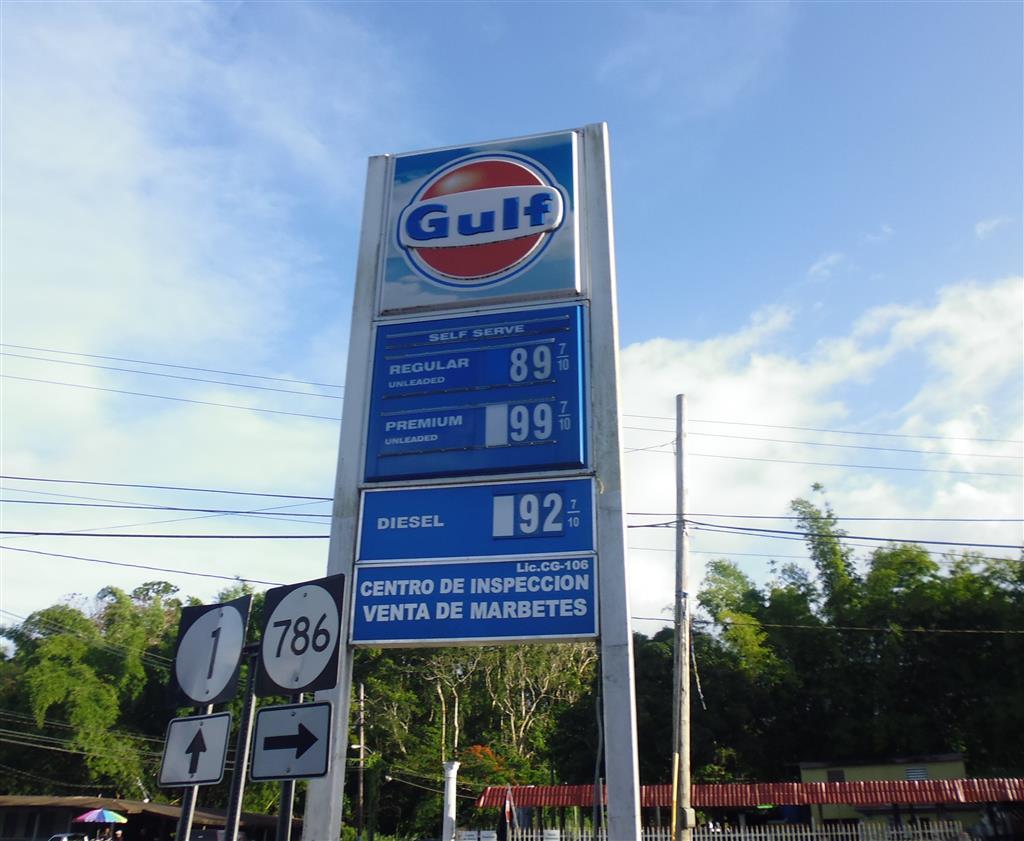 Gulf
SELF SERVE
REGULAR 89 7/10
UNLEADED
PREMIUM 99 7/10
UNLEADED
DIESEL 92 7/10
Lic.CG-106
CENTRO DE INSPECCION
VENTA DE MARBETES
1
786